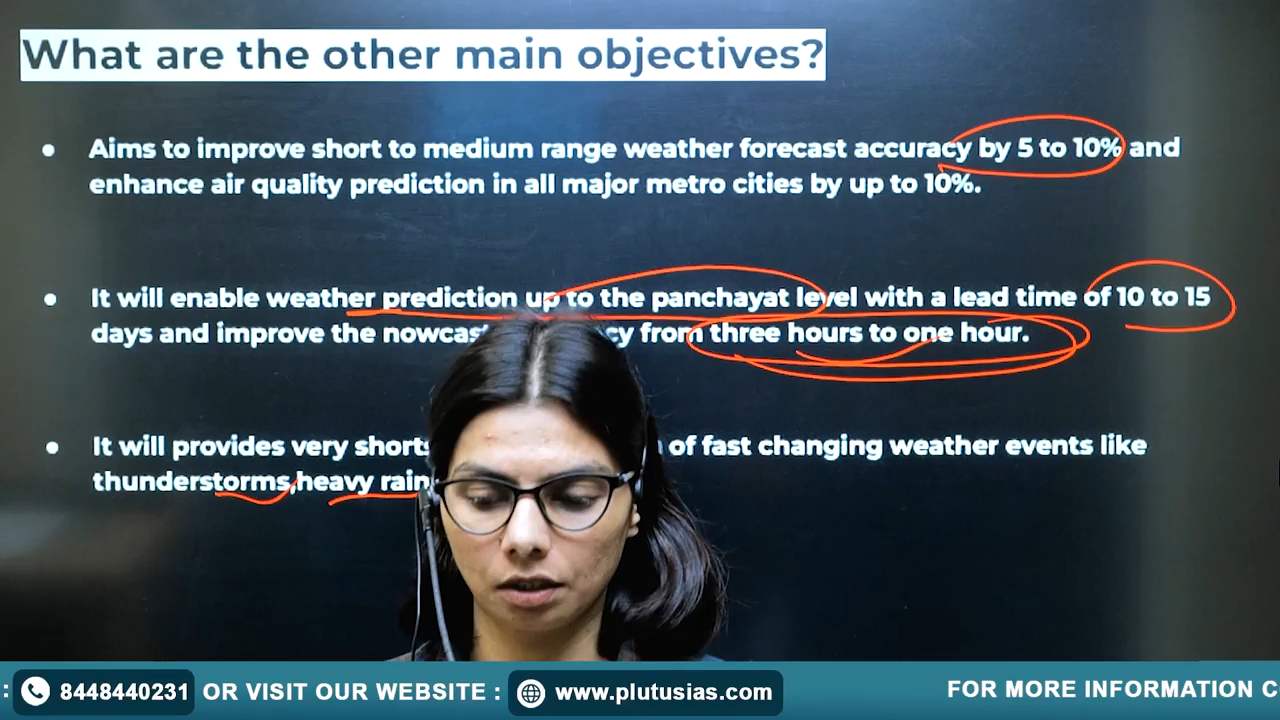 What are the other main objectives?
• Aims to improve short to medium range weather forecast accuracy by 5 to 10% and
enhance air quality prediction in all major metro cities by up to 10%.
• It will enable weather prediction up to the panchayat level with a lead time of 10 to 15
days and improve the from three hours to one hour.
• It will provides very of fast changing weather events like
thunderstorms,heavy rain
: 8448440231 OR VISIT OUR WEBSITE : www.plutusias.com FOR MORE INFORMATION C